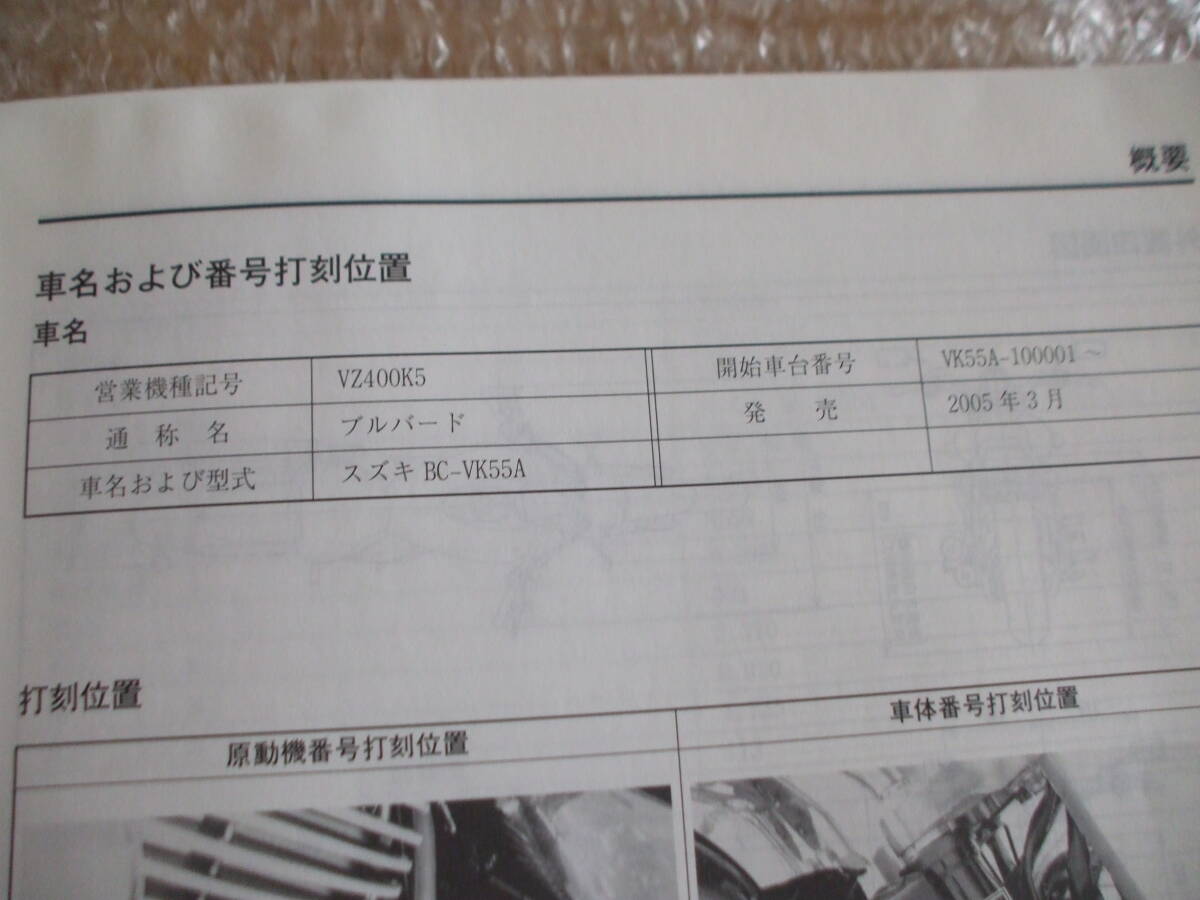 概要
車名および番号打刻位置
車名
営業機種記号 VZ400K5 開始車台番号 VK55A-100001～
通称名 ブルバード 発売 2005年3月
車名および型式 スズキ BC-VK55A
打刻位置
原動機番号打刻位置 車体番号打刻位置